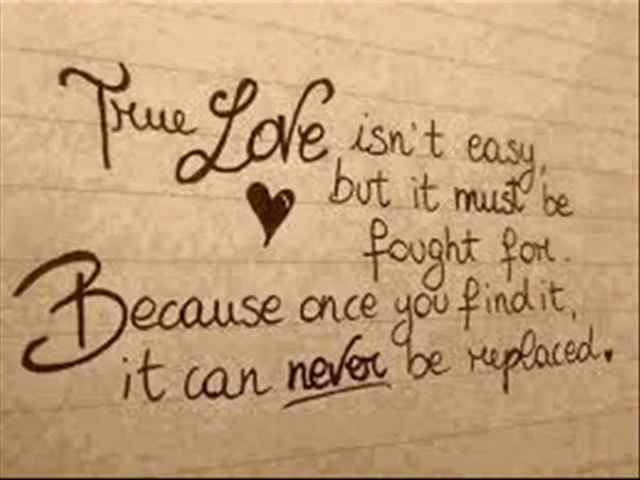 True Love isn't easy,
but it must be
fought for.
Because once you find it,
it can never be replaced.